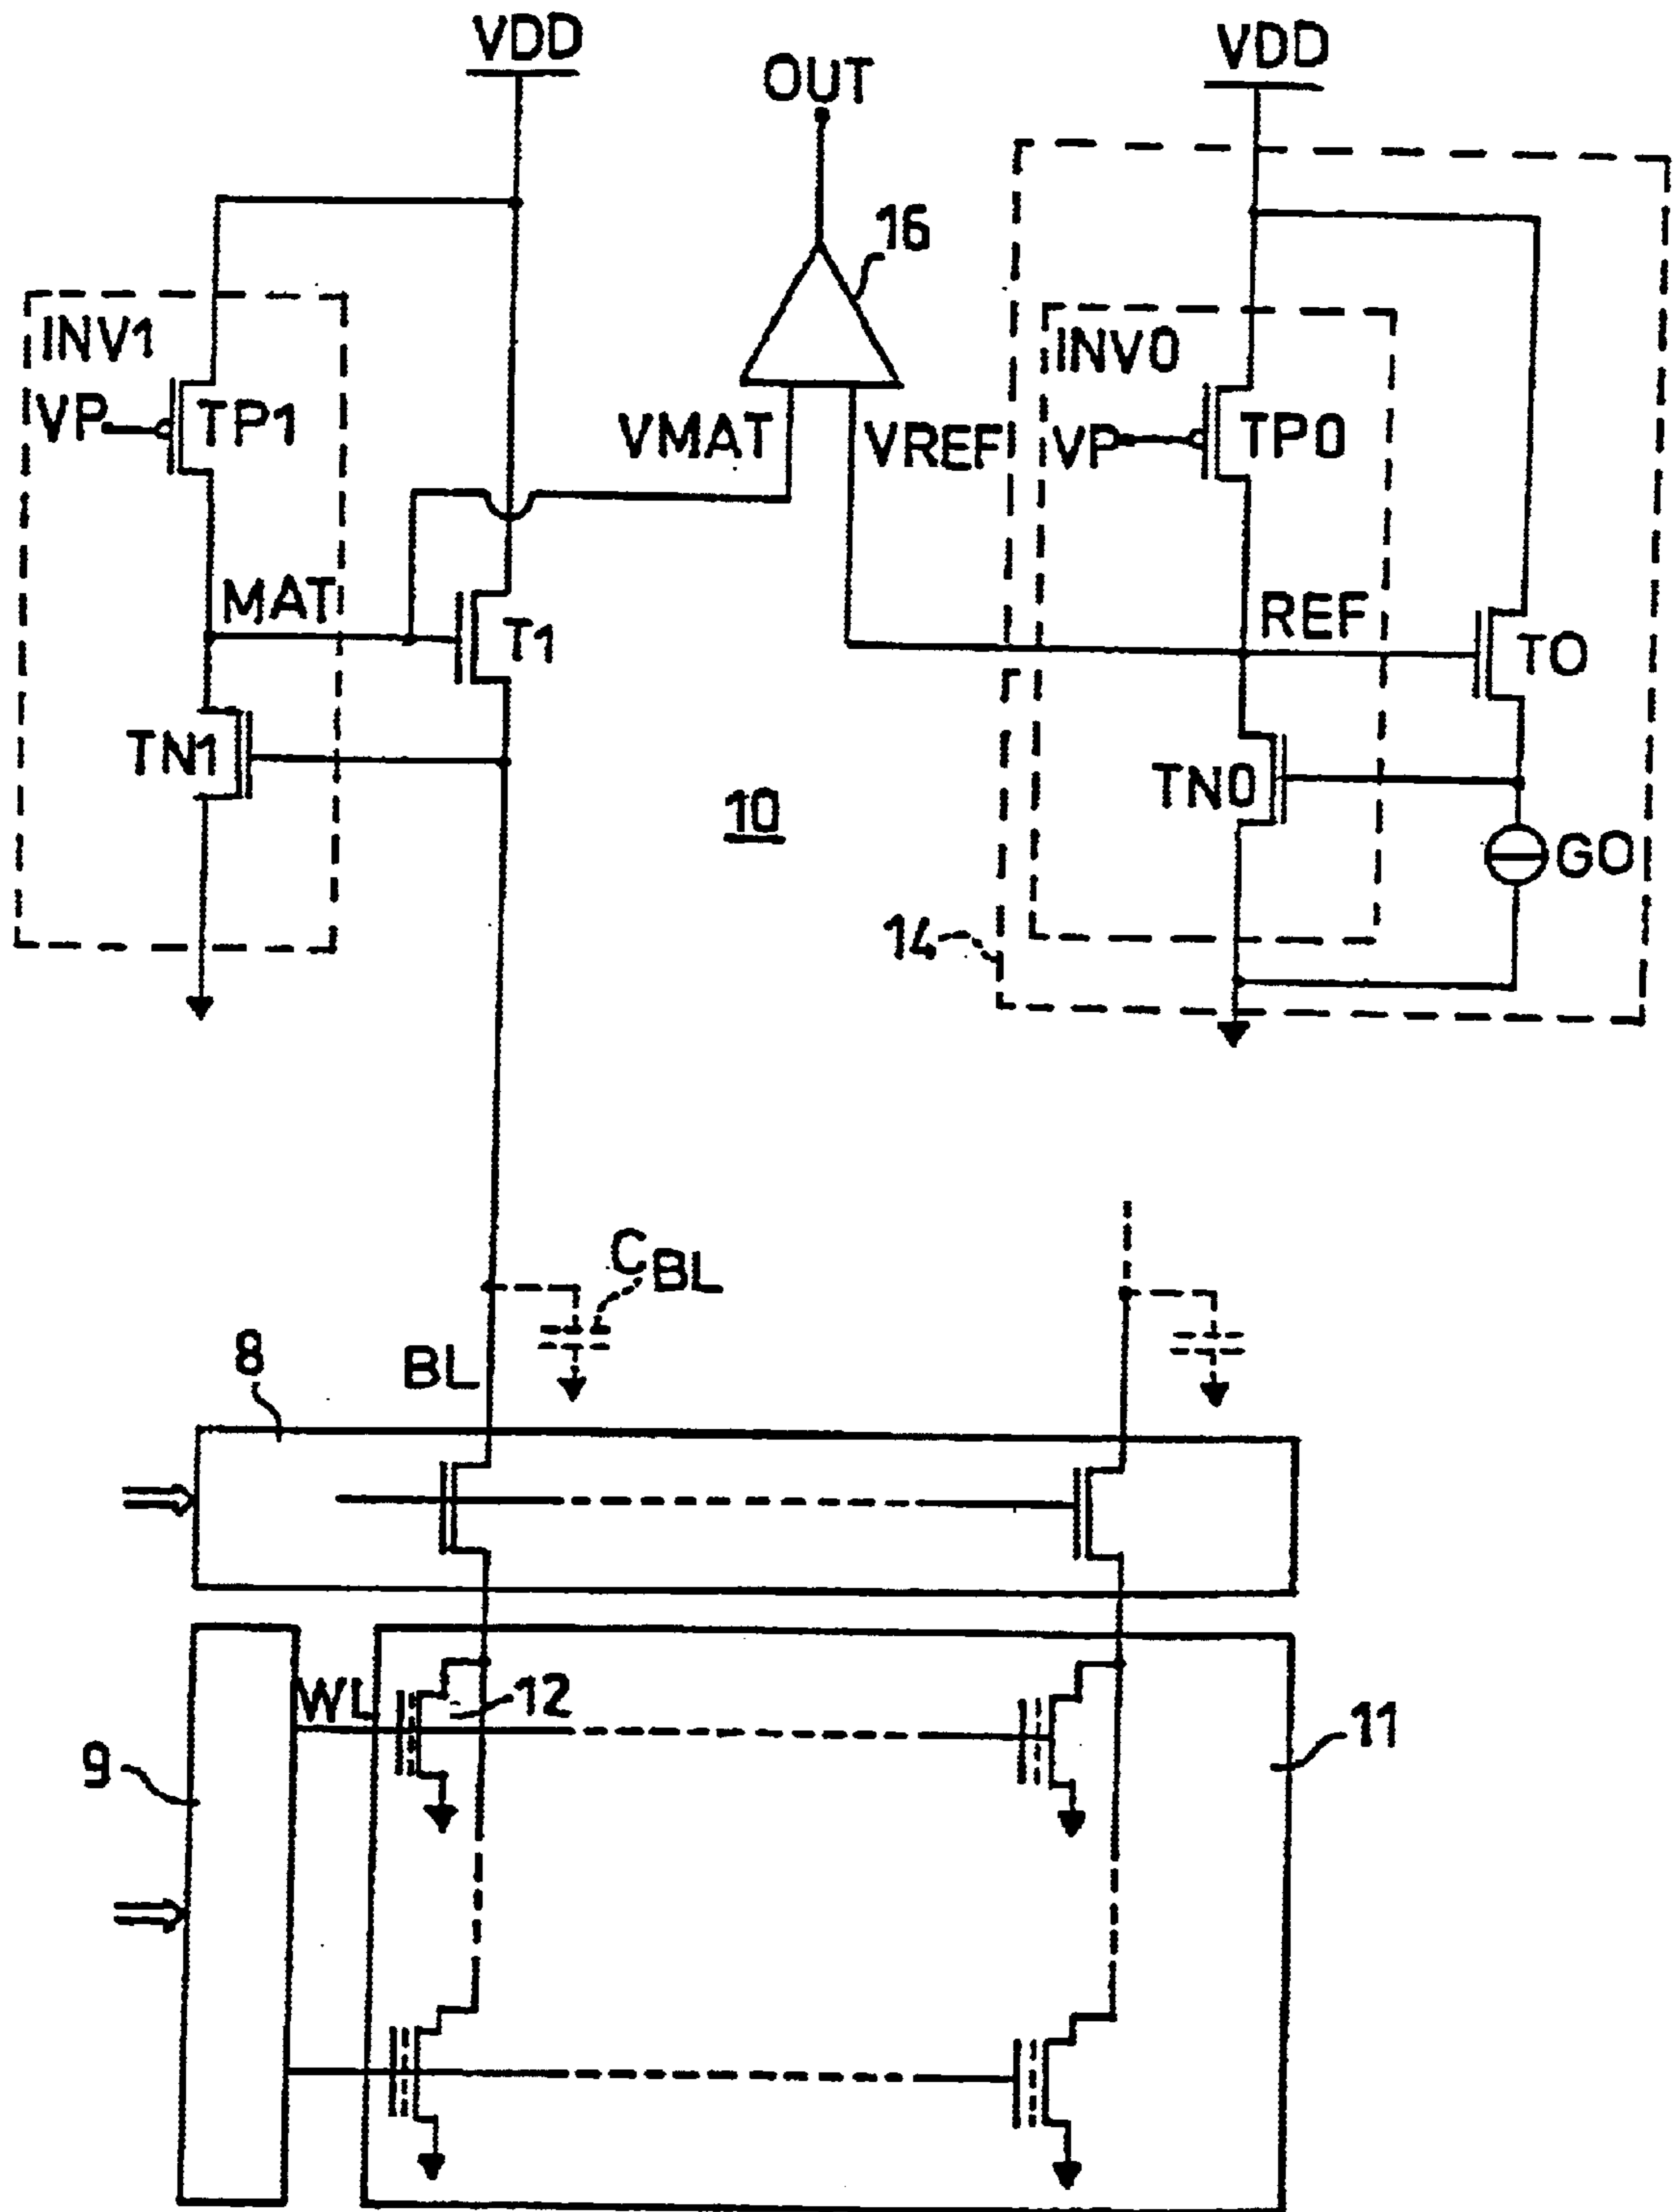 VDD
OUT
VDD
16
INV1
VP
TP1
VMAT
VREF
INV0
VP
TP0
MAT
T1
REF
T0
TN1
10
TN0
G0
14
CBL
8
BL
WL
12
9
11